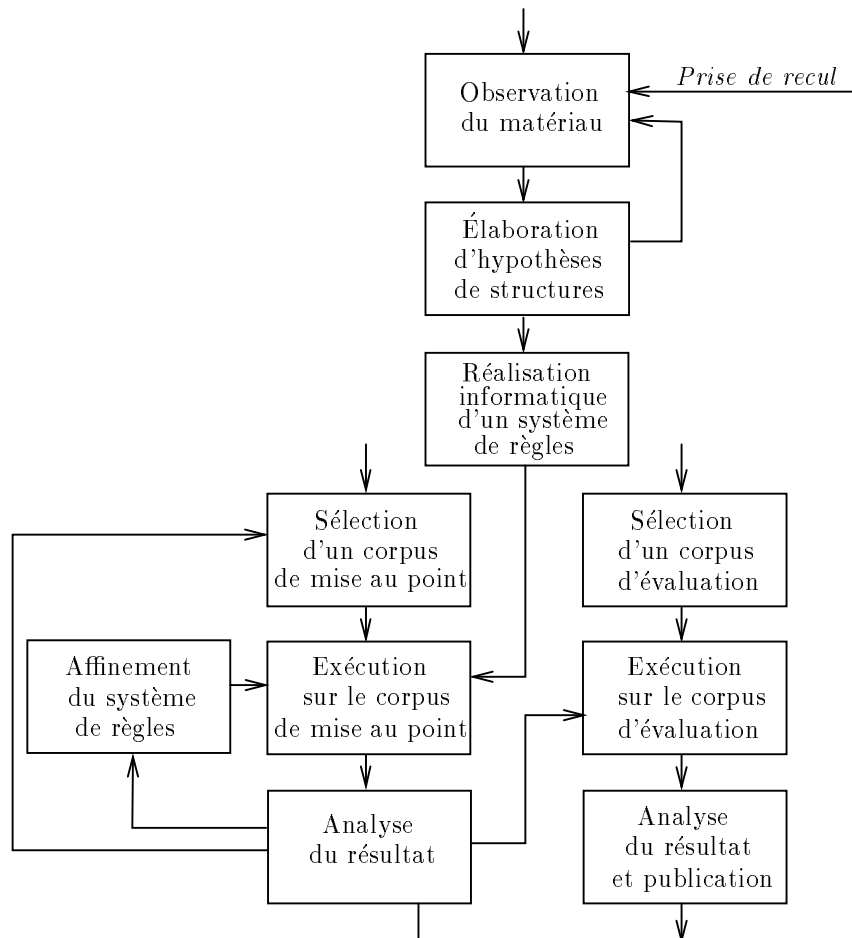 Prise de recul
Observation
du matériau
Élaboration
d'hypothèses
de structures
Réalisation
informatique
d'un système
de règles
Sélection
d'un corpus
de mise au point
Sélection
d'un corpus
d'évaluation
Affinement
du système
de règles
Exécution
sur le corpus
de mise au point
Exécution
sur le corpus
d'évaluation
Analyse
du résultat
Analyse
du résultat
et publication